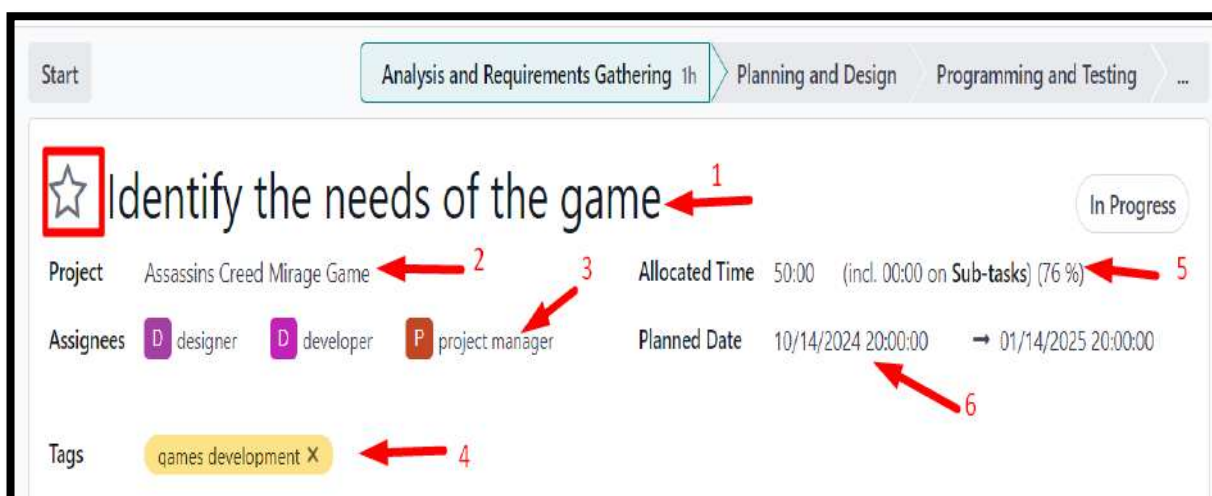 Start
Analysis and Requirements Gathering 1h Planning and Design Programming and Testing ...
Identify the needs of the game 1
In Progress
Project Assassins Creed Mirage Game 2 3 Allocated Time 50:00 (incl. 00:00 on Sub-tasks) (76 %) 5
Assignees D designer D developer P project manager Planned Date 10/14/2024 20:00:00 → 01/14/2025 20:00:00
6
Tags games development X 4